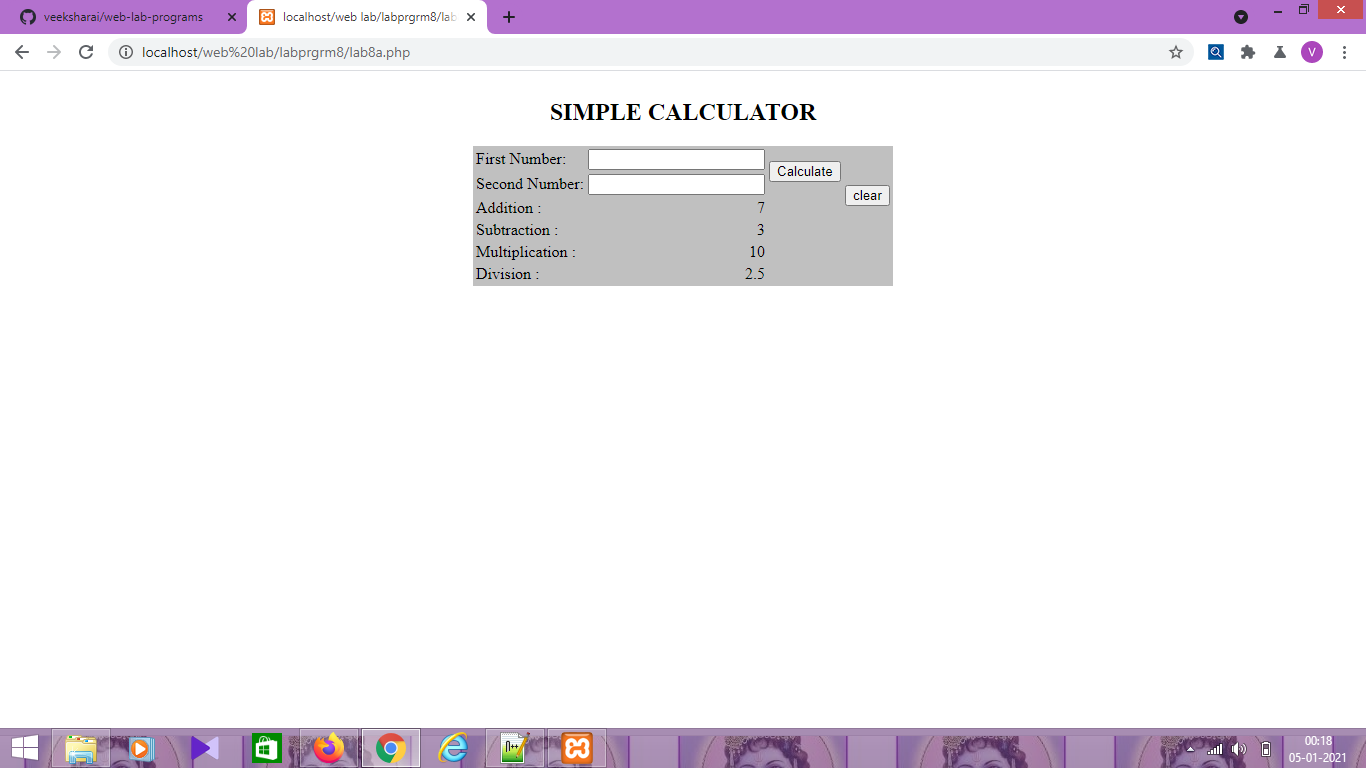 veeksharai/web-lab-programs
localhost/web lab/labprgrm8/lab
localhost/web%20lab/labprgrm8/lab8a.php
V
SIMPLE CALCULATOR
First Number:
Calculate
Second Number:
clear
Addition : 7
Subtraction : 3
Multiplication : 10
Division : 2.5
00:18
05-01-2021